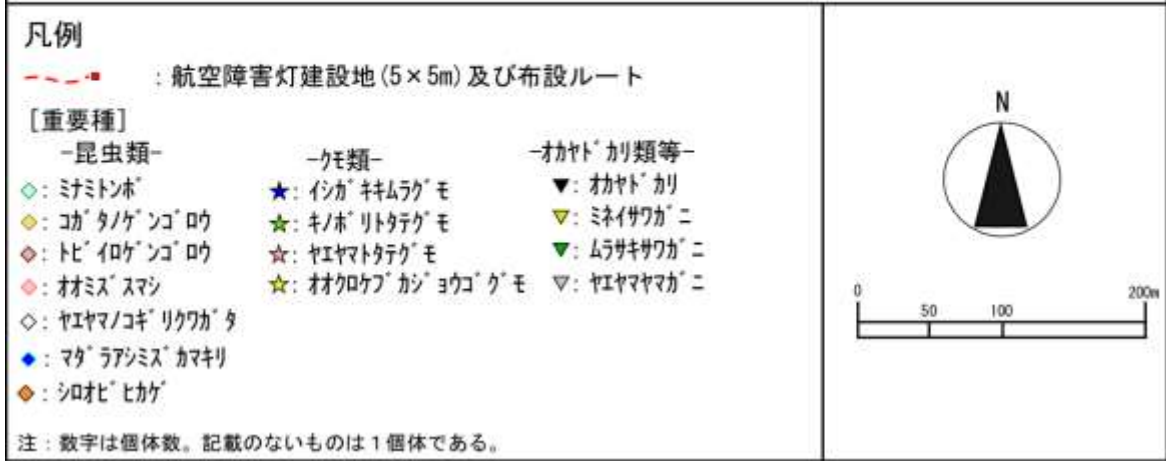 凡例
：航空障害灯建設地(5×5m)及び布設ルート
[重要種]
-昆虫類-
◇：ﾐﾅﾐﾄﾝﾎﾞ
◇：ｺｶﾞﾀﾉｹﾞﾝｺﾞﾛｳ
◇：ﾄﾋﾞｲﾛｹﾞﾝｺﾞﾛｳ
◆：ｵｵﾐｽﾞｽﾏｼ
◇：ﾔｴﾔﾏﾉｺｷﾞﾘｸﾜｶﾞﾀ
◆：ﾏﾀﾞﾗｱｼﾐｽﾞｶﾏｷﾘ
◇：ｼﾛｵﾋﾞﾋｶｹﾞ
-ｸﾓ類-
★：ｲｼｶﾞｷｷﾑﾗｸﾞﾓ
☆：ｷﾉﾎﾞﾘﾄﾀﾃｸﾞﾓ
☆：ﾔｴﾔﾏﾄﾀﾃｸﾞﾓ
☆：ｵｵｸﾛｹﾌﾞｶｼﾞｮｳｺﾞｸﾞﾓ
-ｵｶﾔﾄﾞｶﾘ類等-
▼：ｵｶﾔﾄﾞｶﾘ
▽：ﾐﾈｲｻﾜｶﾞﾆ
▼：ﾑﾗｻｷｻﾜｶﾞﾆ
▽：ﾔｴﾔﾏﾔﾏｶﾞﾆ
注：数字は個体数。記載のないものは1個体である。
N
0 50 100 200m